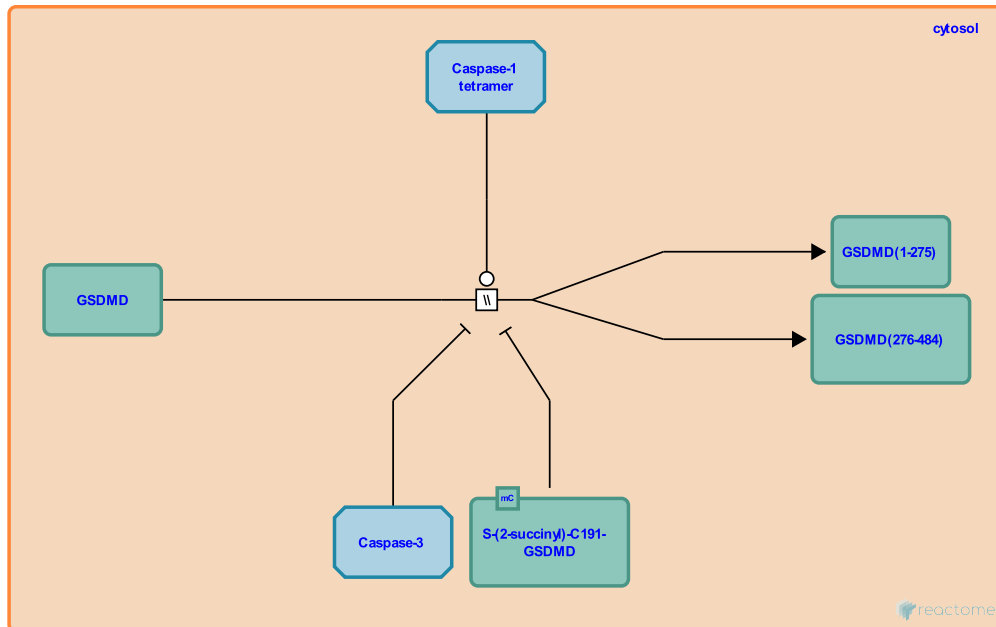 cytosol
Caspase-1
tetramer
GSDMD(1-275)
GSDMD
\\
GSDMD(276-484)
mC
S-(2-succinyl)-C191-
GSDMD
Caspase-3
reactome